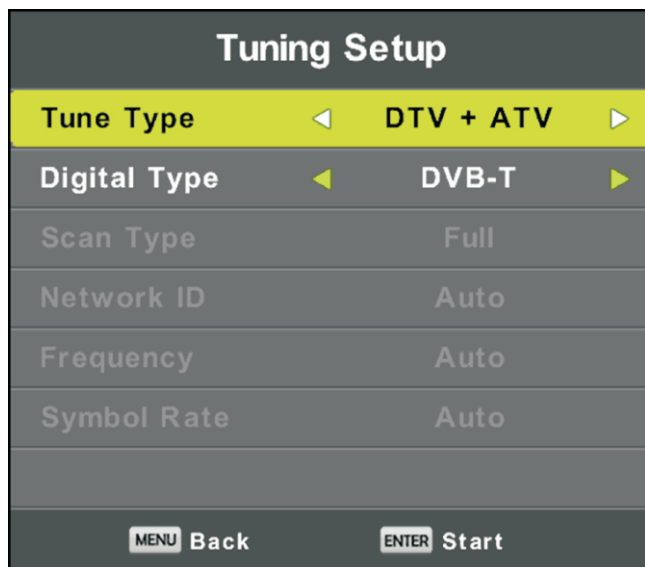 Tuning Setup
Tune Type DTV + ATV
Digital Type DVB-T
Scan Type Full
Network ID Auto
Frequency Auto
Symbol Rate Auto
MENU Back ENTER Start